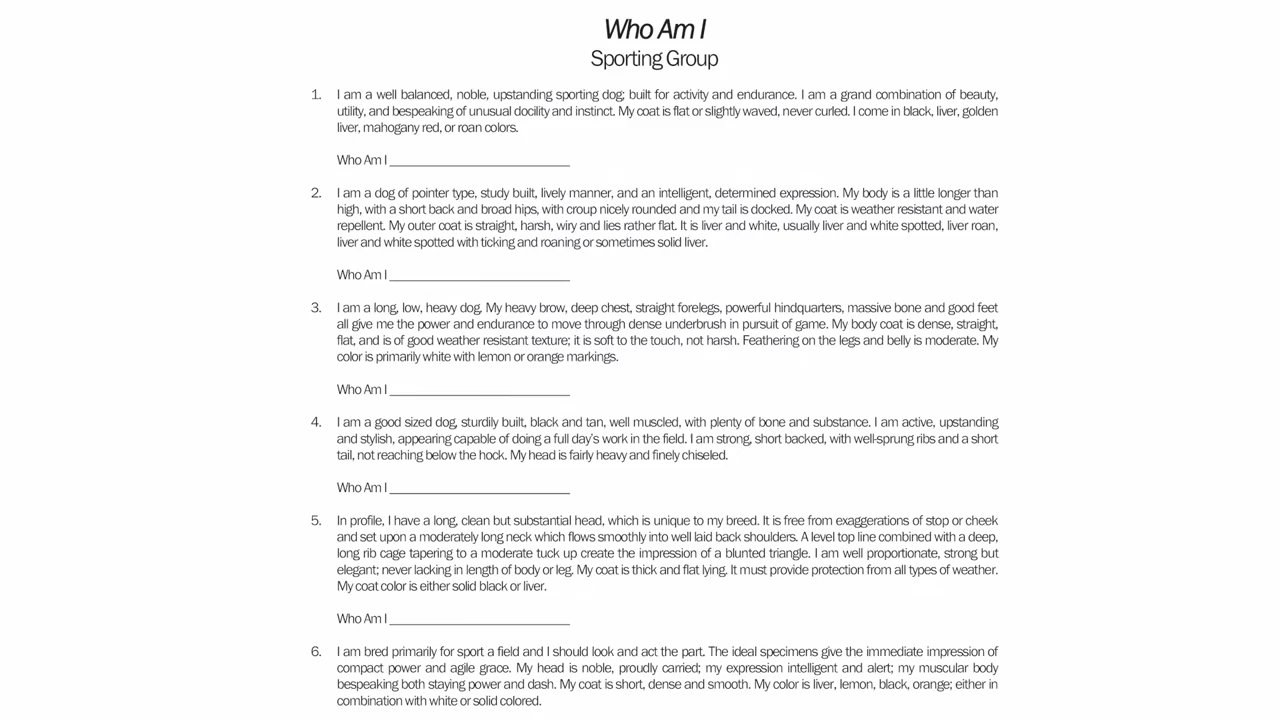 Who Am I
Sporting Group
1. I am a well balanced, noble, upstanding sporting dog; built for activity and endurance. I am a grand combination of beauty,
utility, and bespeaking of unusual docility and instinct. My coat is flat or slightly waved, never curled. I come in black, liver, golden
liver, mahogany red, or roan colors.
Who Am I ____________________________
2. I am a dog of pointer type, study built, lively manner, and an intelligent, determined expression. My body is a little longer than
high, with a short back and broad hips, with croup nicely rounded and my tail is docked. My coat is weather resistant and water
repellent. My outer coat is straight, harsh, wiry and lies rather flat. It is liver and white, usually liver and white spotted, liver roan,
liver and white spotted with ticking and roaning or sometimes solid liver.
Who Am I ____________________________
3. I am a long, low, heavy dog. My heavy brow, deep chest, straight forelegs, powerful hindquarters, massive bone and good feet
all give me the power and endurance to move through dense underbrush in pursuit of game. My body coat is dense, straight,
flat, and is of good weather resistant texture; it is soft to the touch, not harsh. Feathering on the legs and belly is moderate. My
color is primarily white with lemon or orange markings.
Who Am I ____________________________
4. I am a good sized dog, sturdily built, black and tan, well muscled, with plenty of bone and substance. I am active, upstanding
and stylish, appearing capable of doing a full day's work in the field. I am strong, short backed, with well-sprung ribs and a short
tail, not reaching below the hock. My head is fairly heavy and finely chiseled.
Who Am I ____________________________
5. In profile, I have a long, clean but substantial head, which is unique to my breed. It is free from exaggerations of stop or cheek
and set upon a moderately long neck which flows smoothly into well laid back shoulders. A level top line combined with a deep,
long rib cage tapering to a moderate tuck up create the impression of a blunted triangle. I am well proportionate, strong but
elegant; never lacking in length of body or leg. My coat is thick and flat lying. It must provide protection from all types of weather.
My coat color is either solid black or liver.
Who Am I ____________________________
6. I am bred primarily for sport a field and I should look and act the part. The ideal specimens give the immediate impression of
compact power and agile grace. My head is noble, proudly carried; my expression intelligent and alert; my muscular body
bespeaking both staying power and dash. My coat is short, dense and smooth. My color is liver, lemon, black, orange; either in
combination with white or solid colored.